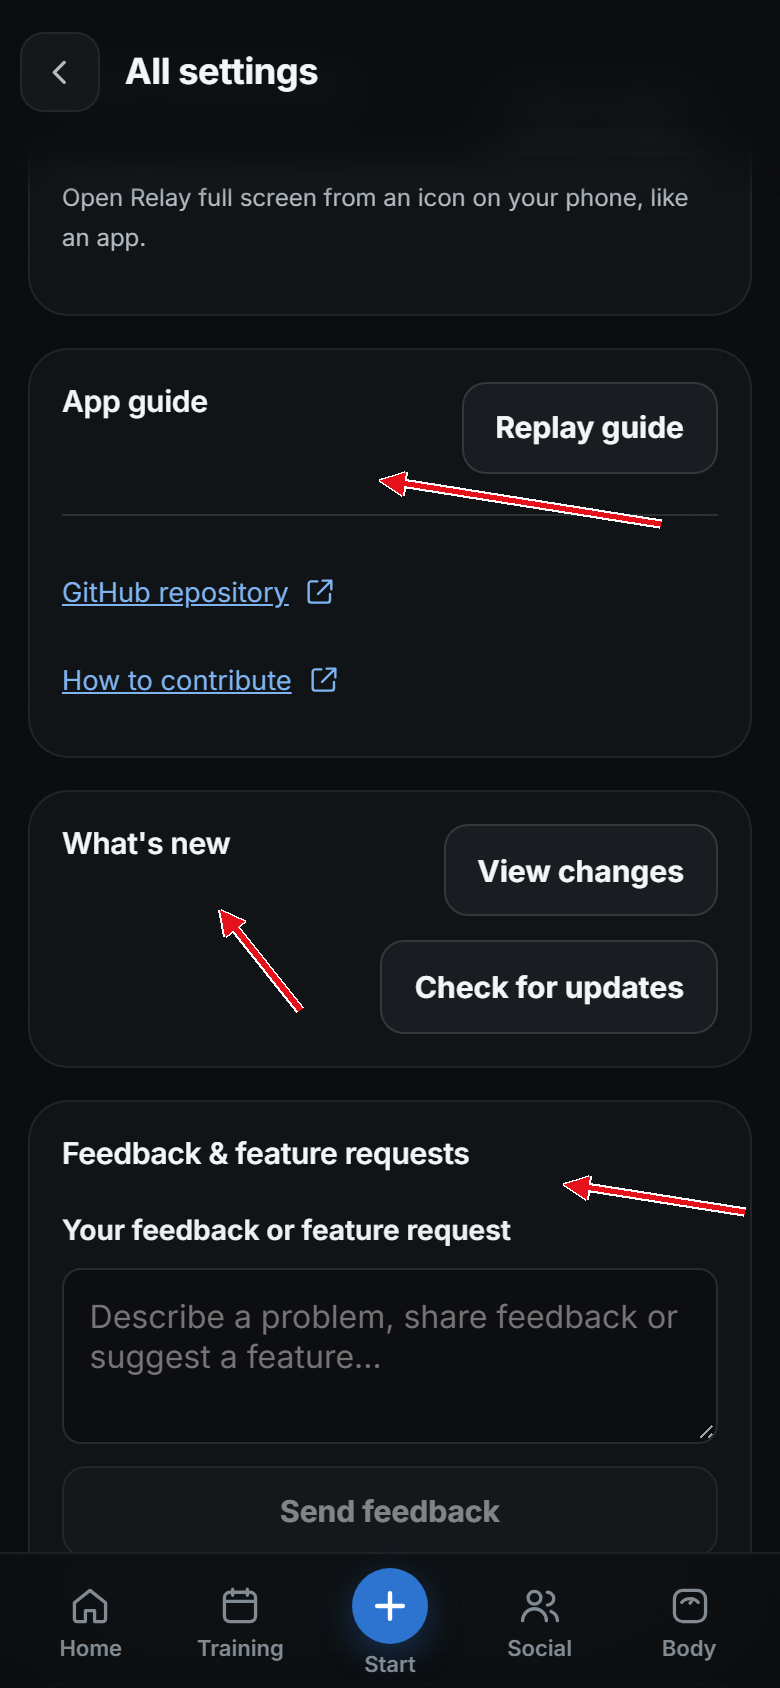 All settings
Open Relay full screen from an icon on your phone, like
an app.
App guide
Replay guide
GitHub repository
How to contribute
What's new
View changes
Check for updates
Feedback & feature requests
Your feedback or feature request
Describe a problem, share feedback or
suggest a feature...
Send feedback
Home
Training
Start
Social
Body